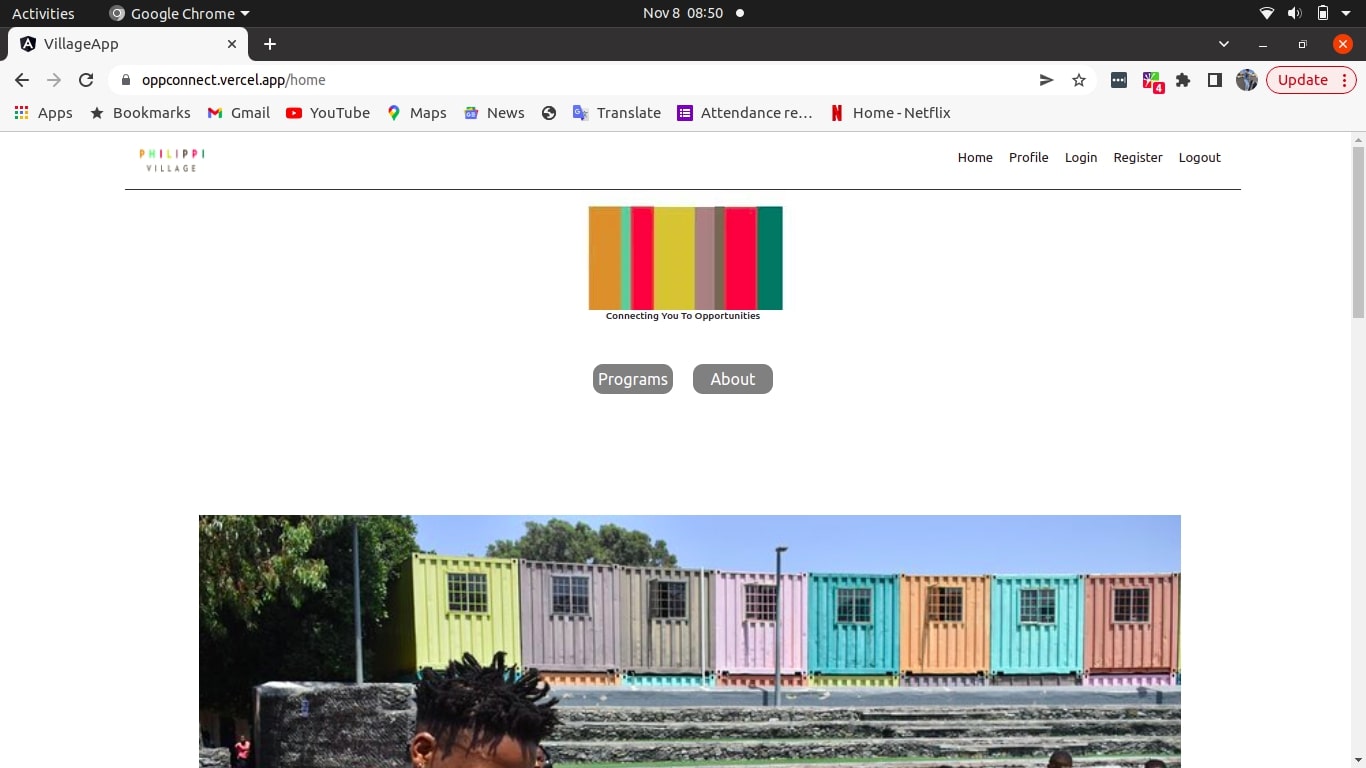 Activities Google Chrome Nov 8 08:50
VillageApp
oppconnect.vercel.app/home Update
4
Apps Bookmarks Gmail YouTube Maps News Translate Attendance re... Home - Netflix
PHILIPPI
VILLAGE
Home Profile Login Register Logout
Connecting You To Opportunities
Programs About